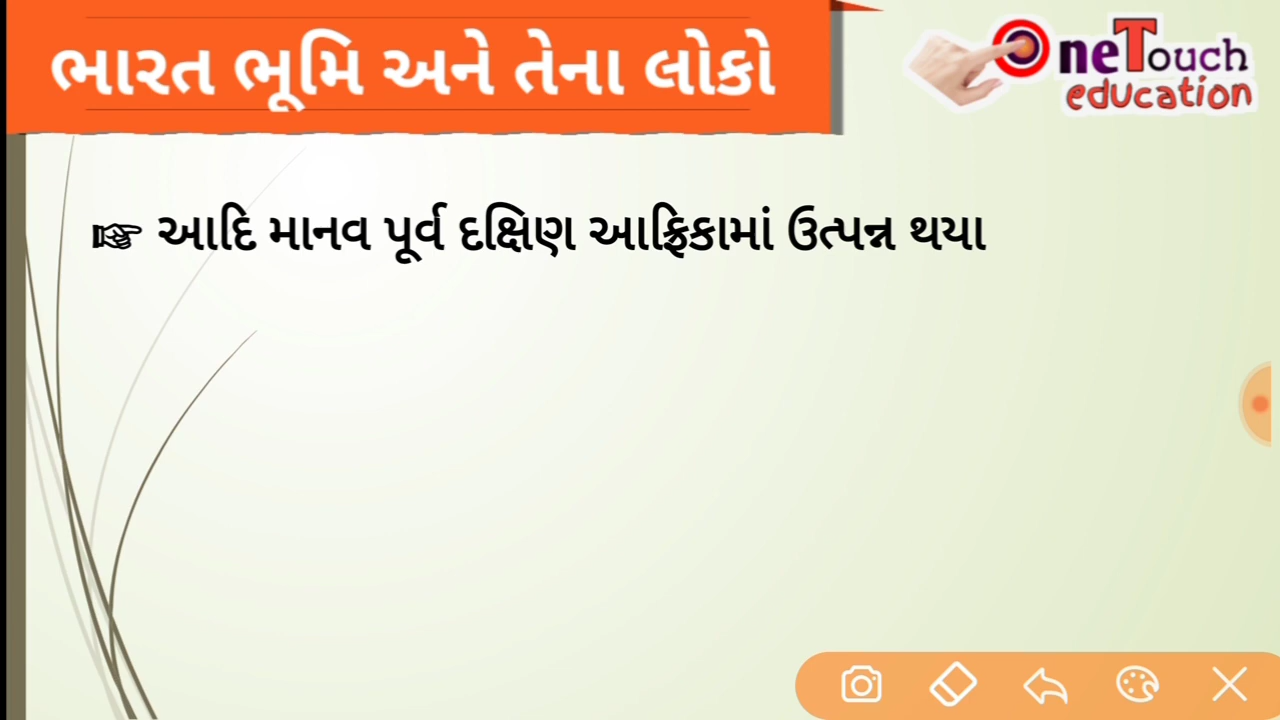 ભારત ભૂમિ અને તેના લોકો
OneTouch
education
☞ આદિ માનવ પૂર્વ દક્ષિણ આફ્રિકામાં ઉત્પન્ન થયા